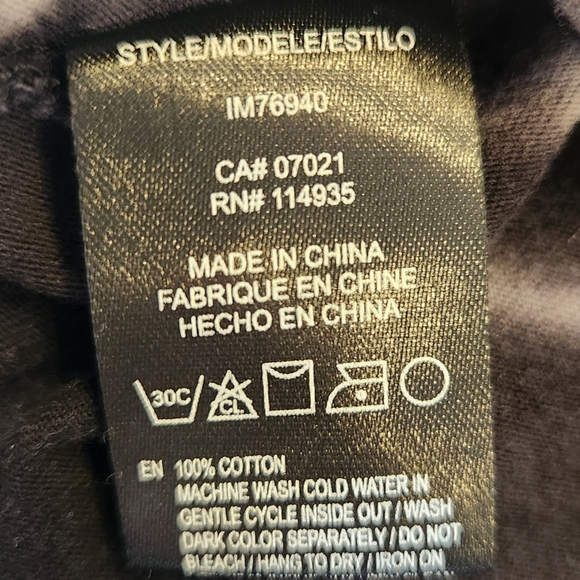 STYLE/MODELE/ESTILO
IM76940
CA# 07021
RN# 114935
MADE IN CHINA
FABRIQUE EN CHINE
HECHO EN CHINA
30C CL
EN 100% COTTON
MACHINE WASH COLD WATER IN
GENTLE CYCLE INSIDE OUT / WASH
DARK COLOR SEPARATELY / DO NOT
BLEACH / HANG TO DRY / IRON ON